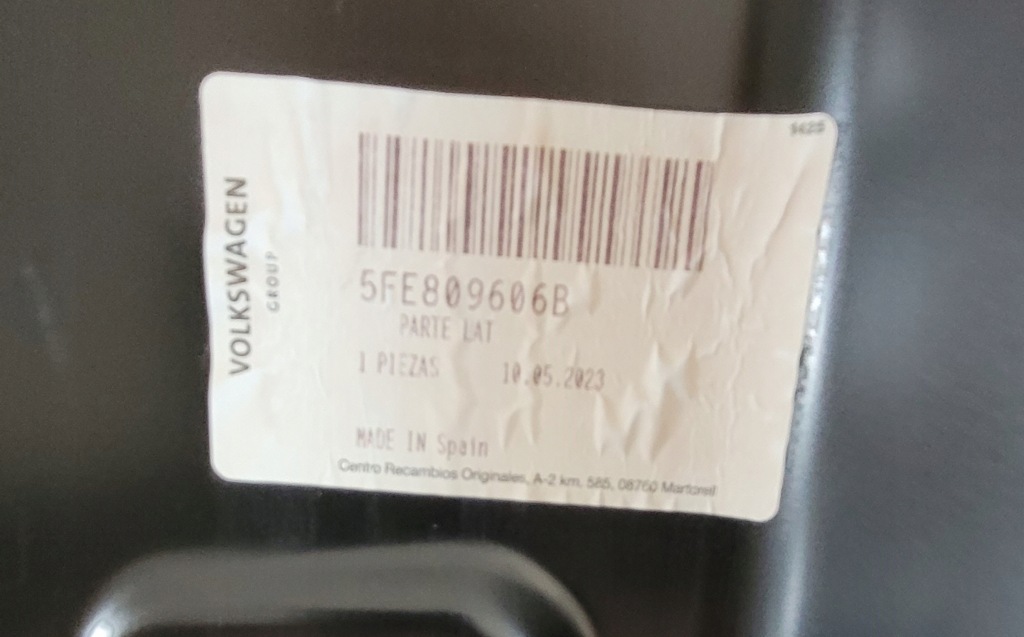 1423
VOLKSWAGEN
GROUP
5FE809606B
PARTE LAT
1 PIEZAS 10.05.2023
MADE IN Spain
Centro Recambios Originales, A-2 km. 585, 08760 Martorell